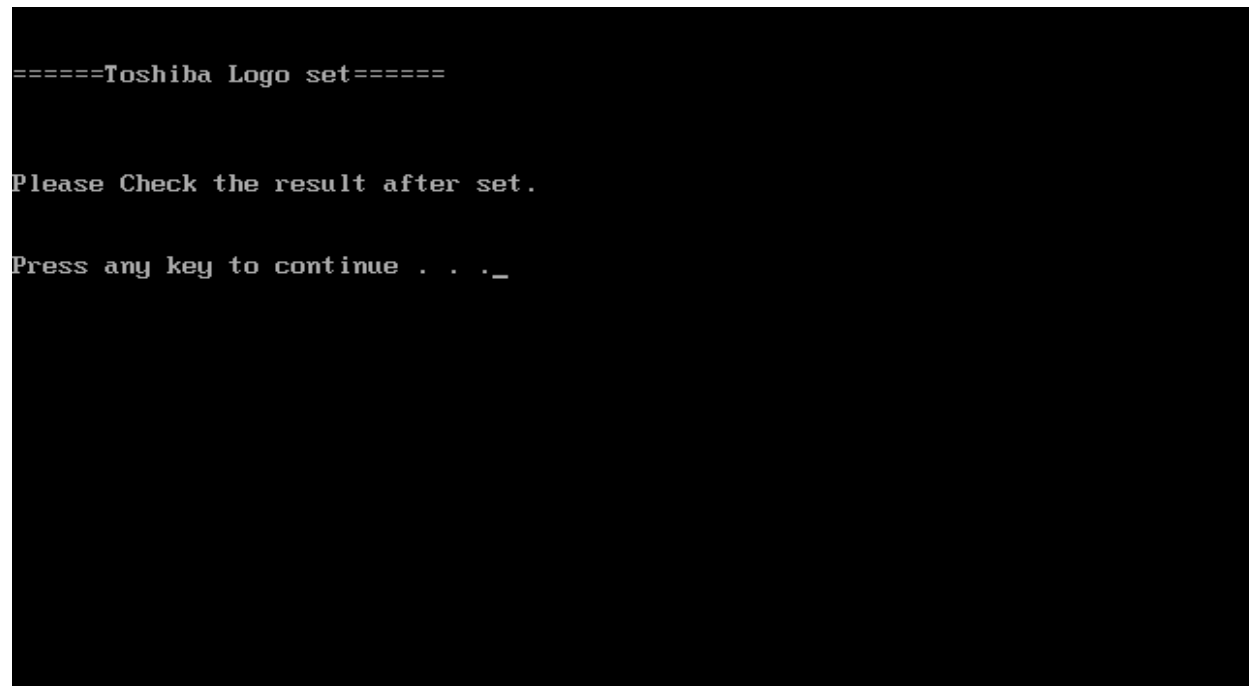 ======Toshiba Logo set======
Please Check the result after set.
Press any key to continue . . ._